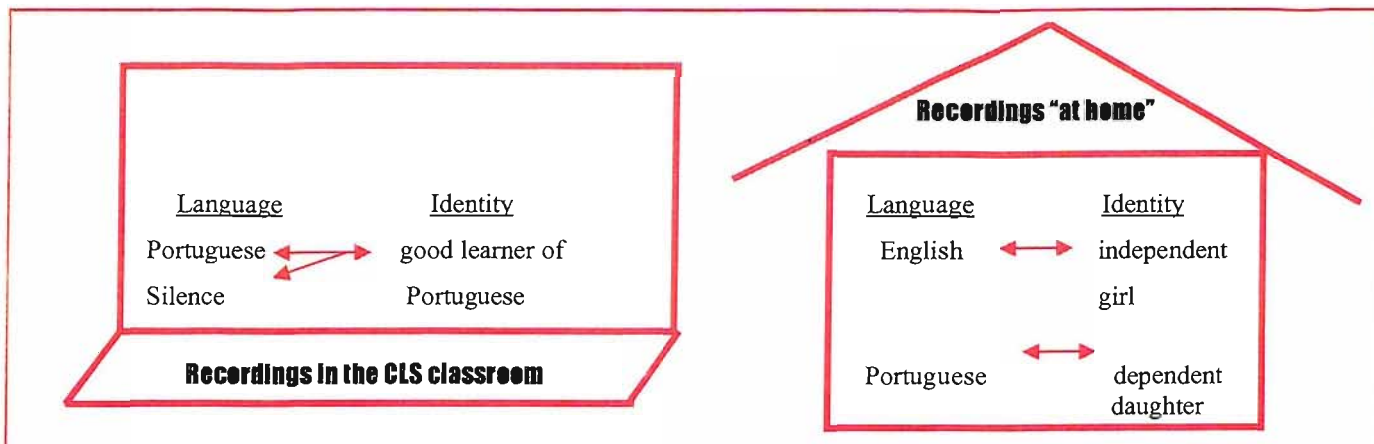 Language Identity
Portuguese good learner of
Silence Portuguese
Recordings in the CLS classroom
Recordings "at home"
Language Identity
English independent
girl
Portuguese dependent
daughter